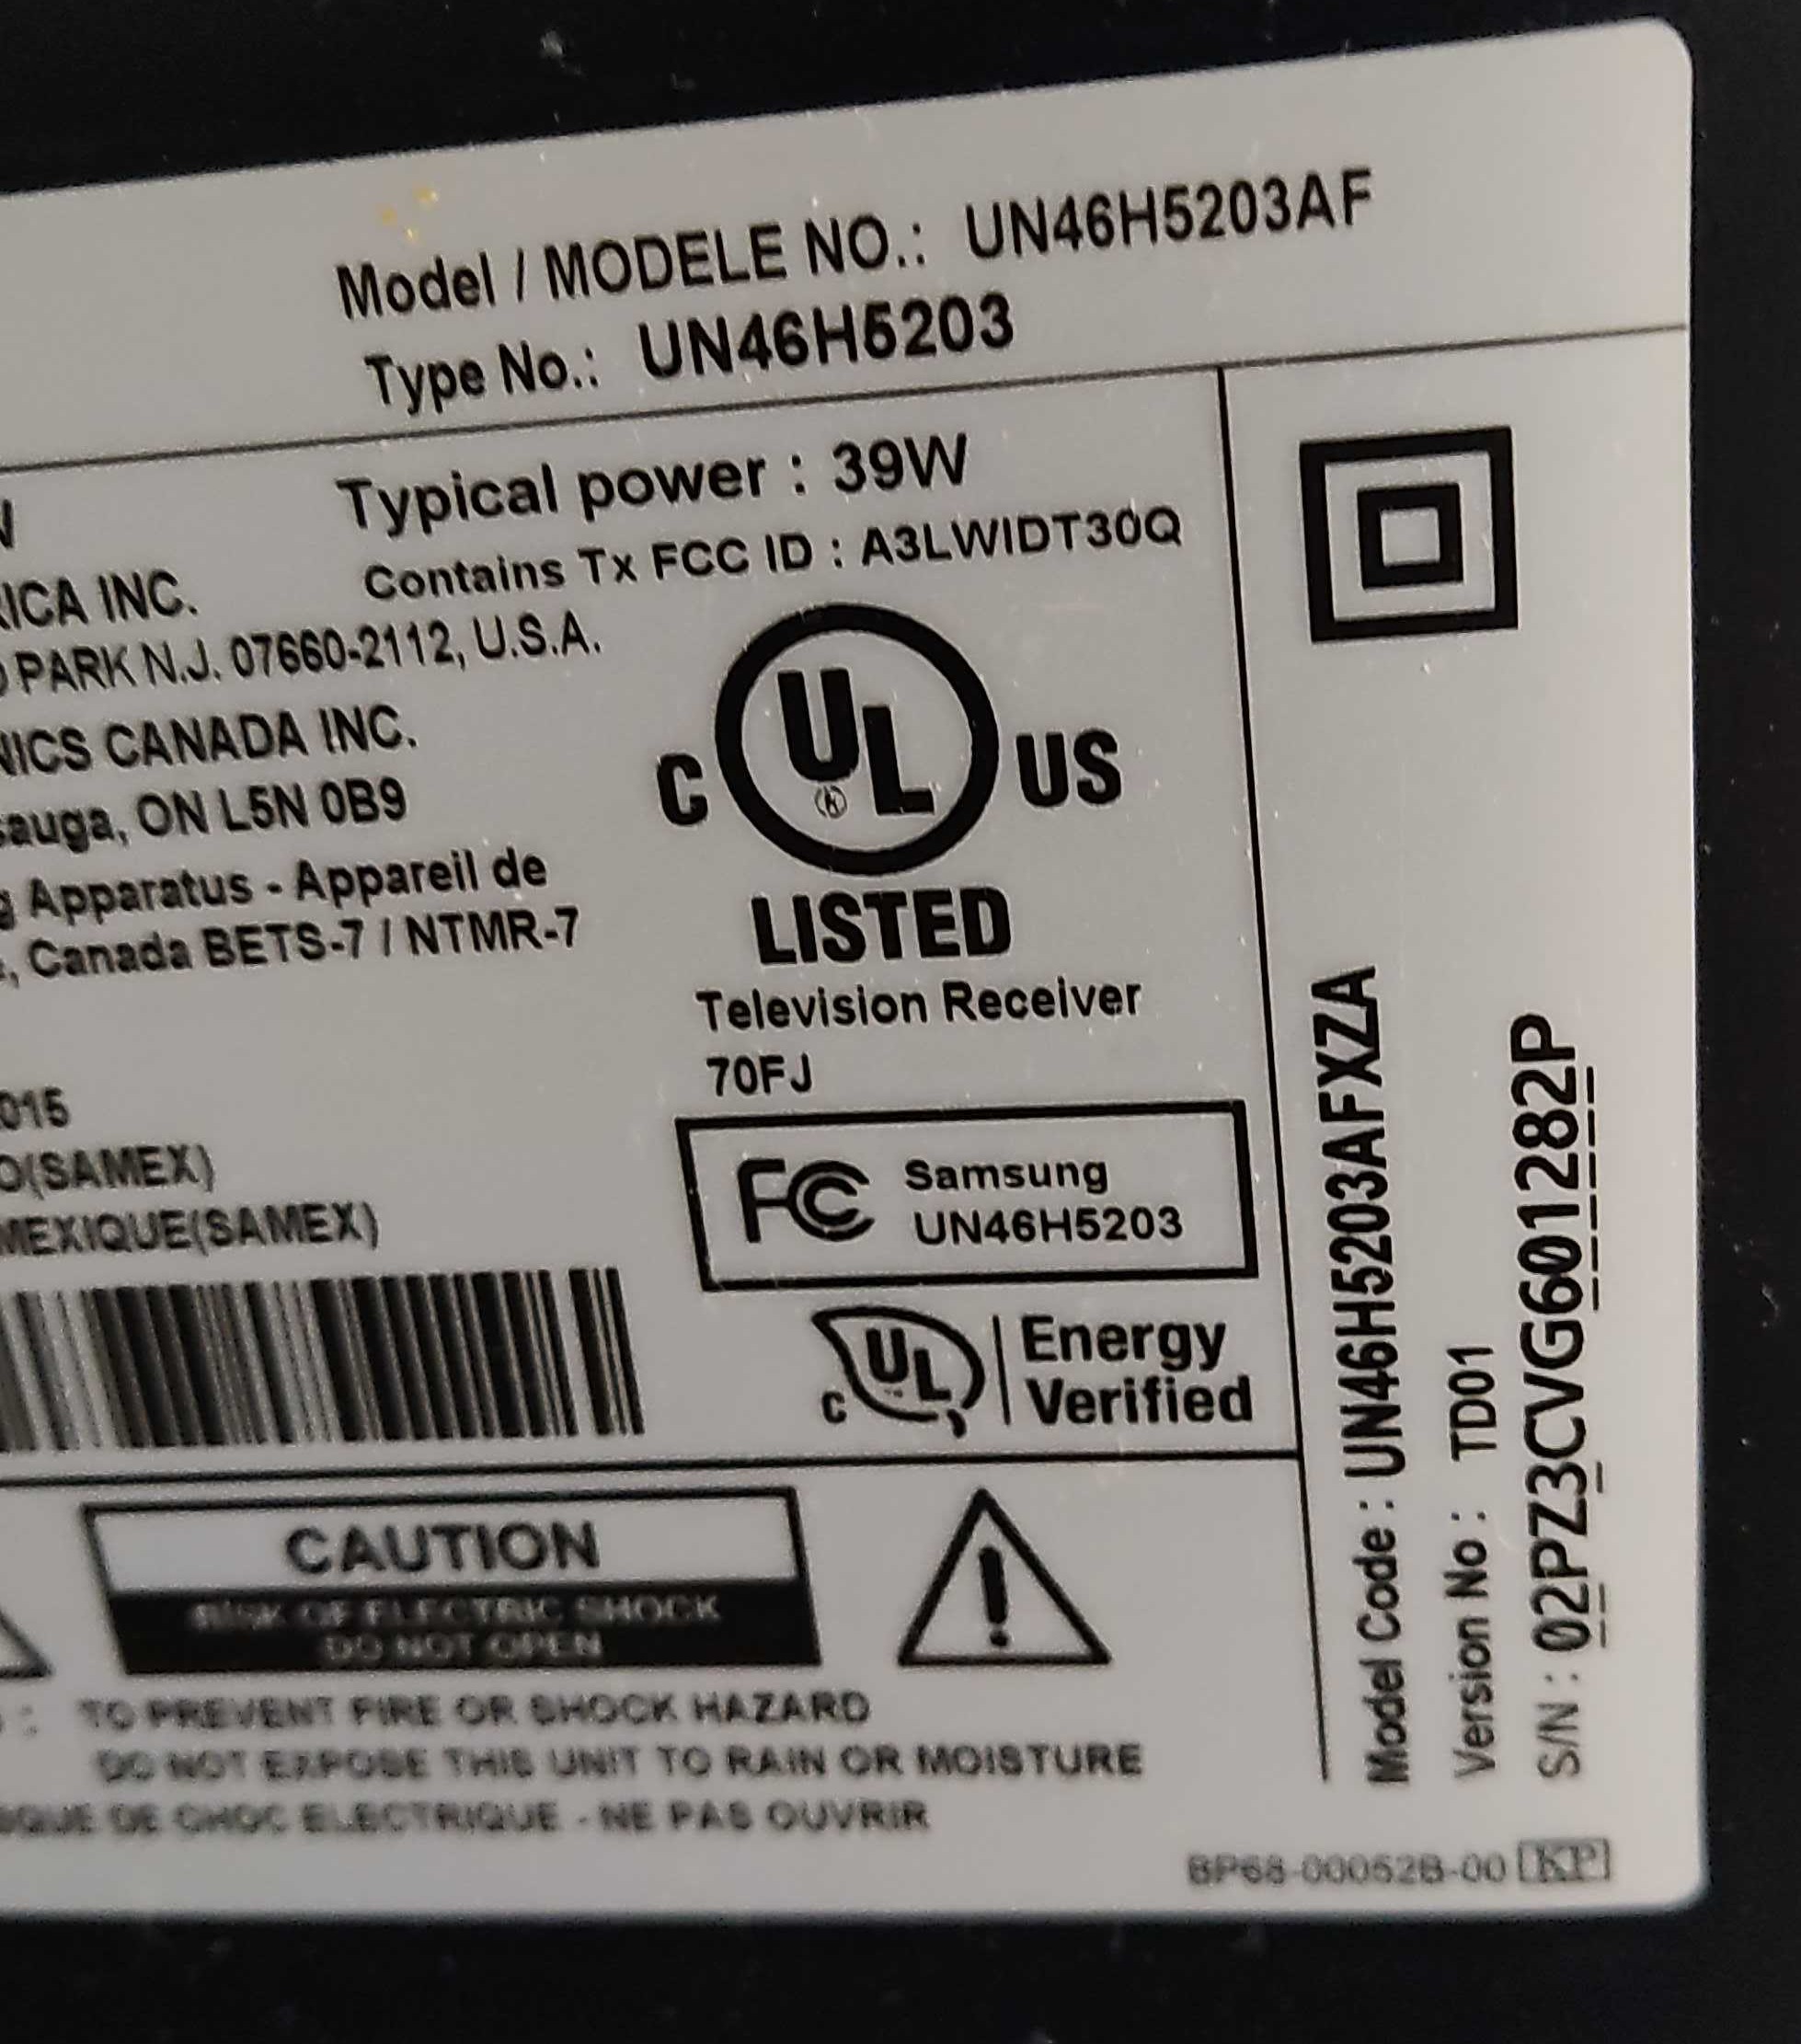 Model / MODELE NO.: UN46H5203AF
Type No.: UN46H5203
Typical power : 39W
Contains Tx FCC ID : A3LWIDT30Q
RICA INC.
PARK N.J. 07660-2112, U.S.A.
NICS CANADA INC.
sauga, ON L5N 0B9
g Apparatus - Appareil de
, Canada BETS-7 / NTMR-7
C UL US
LISTED
Television Receiver
70FJ
015
O(SAMEX)
MEXIQUE(SAMEX)
FC Samsung
UN46H5203
C UL Energy
Verified
CAUTION
RISK OF ELECTRIC SHOCK
DO NOT OPEN
: TO PREVENT FIRE OR SHOCK HAZARD
DO NOT EXPOSE THIS UNIT TO RAIN OR MOISTURE
QUE DE CHOC ELECTRIQUE - NE PAS OUVRIR
Model Code : UN46H5203AFXZA
Version No : TD01
S/N : 02PZ3CVG601282P
BP68-00052B-00 KP